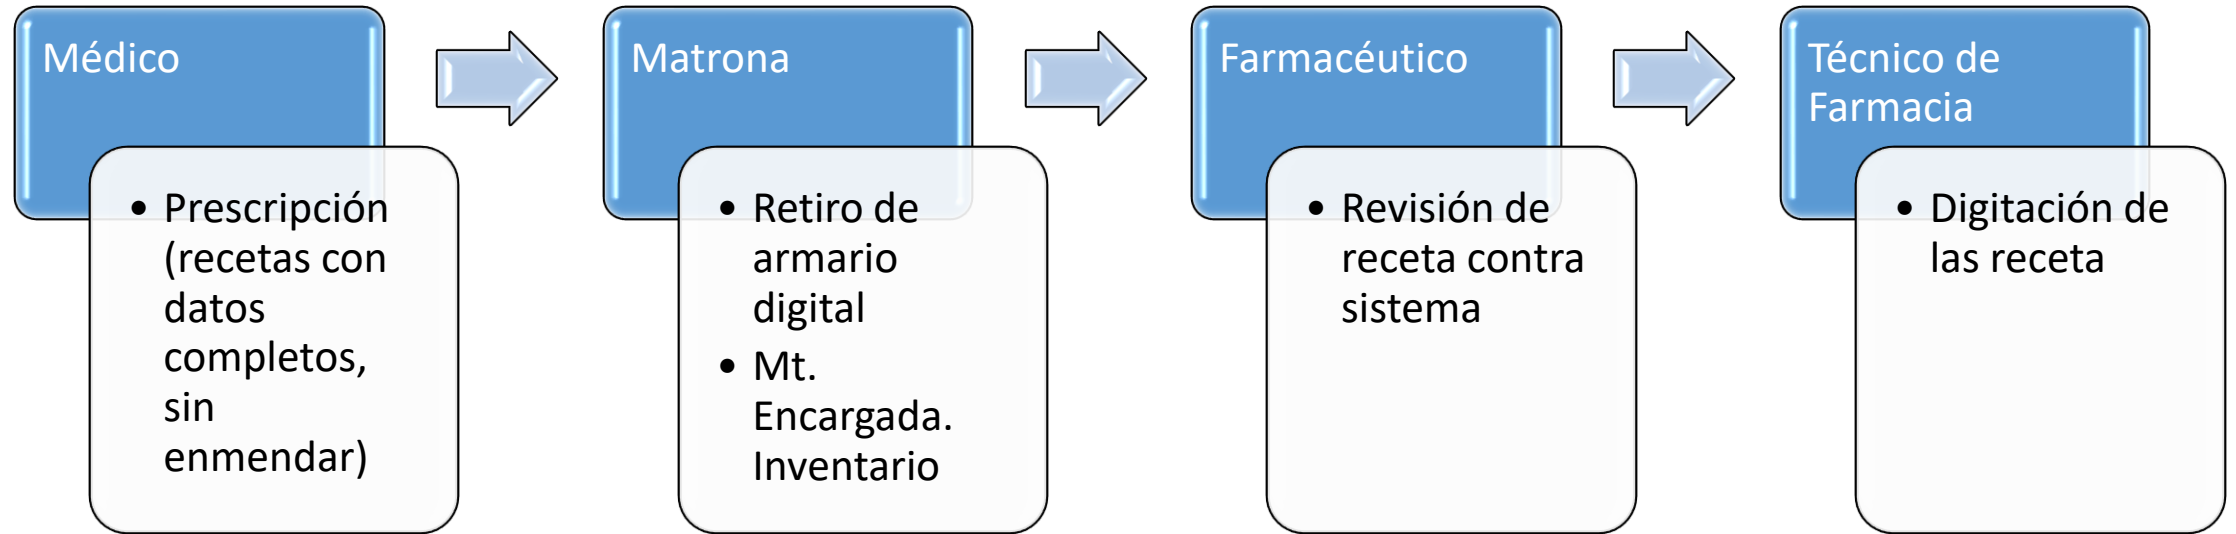 Médico
• Prescripción
(recetas con
datos
completos,
sin
enmendar)
Matrona
• Retiro de
armario
digital
• Mt.
Encargada.
Inventario
Farmacéutico
• Revisión de
receta contra
sistema
Técnico de
Farmacia
• Digitación de
las receta